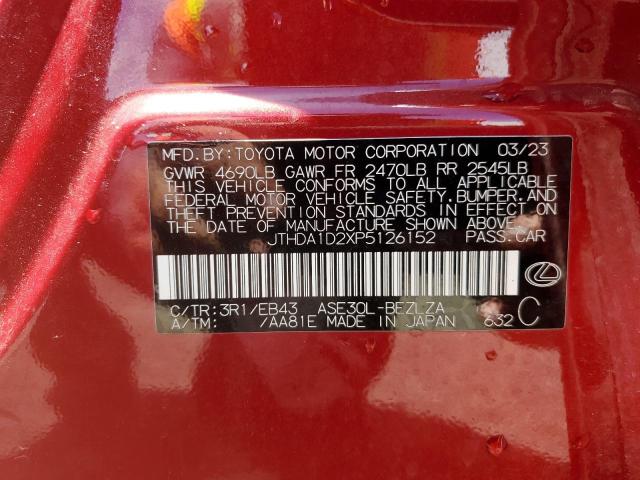 MFD.BY:TOYOTA MOTOR CORPORATION 03/23
GVWR 4690LB GAWR FR 2470LB RR 2545LB
THIS VEHICLE CONFORMS TO ALL APPLICABLE
FEDERAL MOTOR VEHICLE SAFETY,BUMPER,AND
THEFT PREVENTION STANDARDS IN EFFECT ON
THE DATE OF MANUFACTURE SHOWN ABOVE.
JTHDA1D2XP5126152 PASS.CAR
C/TR:3R1/EB43 ASE30L-BEZLZA
A/TM: /AA81E MADE IN JAPAN 632 C